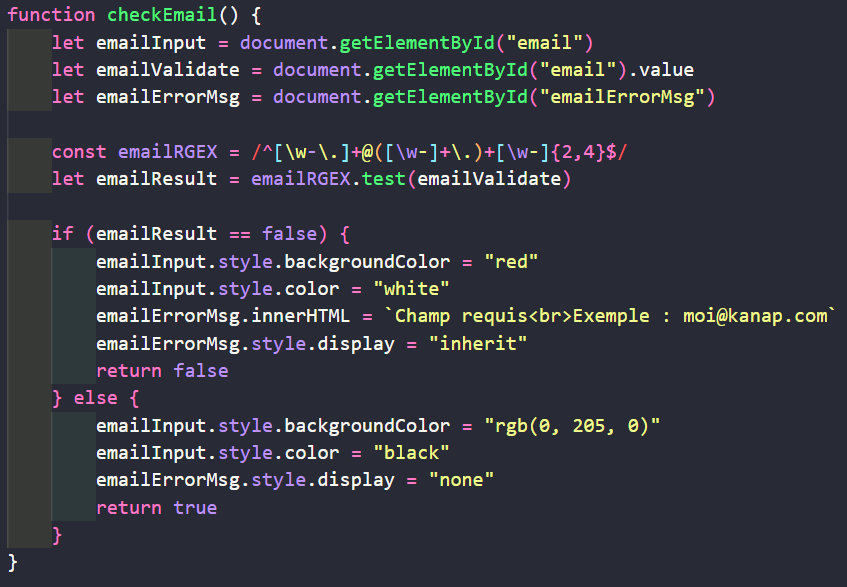 function checkEmail() {
    let emailInput = document.getElementById("email")
    let emailValidate = document.getElementById("email").value
    let emailErrorMsg = document.getElementById("emailErrorMsg")

    const emailRGEX = /^[\w-\.]+@([\w-]+\.)+[\w-]{2,4}$/
    let emailResult = emailRGEX.test(emailValidate)

    if (emailResult == false) {
        emailInput.style.backgroundColor = "red"
        emailInput.style.color = "white"
        emailErrorMsg.innerHTML = `Champ requis<br>Exemple : moi@kanap.com`
        emailErrorMsg.style.display = "inherit"
        return false
    } else {
        emailInput.style.backgroundColor = "rgb(0, 205, 0)"
        emailInput.style.color = "black"
        emailErrorMsg.style.display = "none"
        return true
    }
}